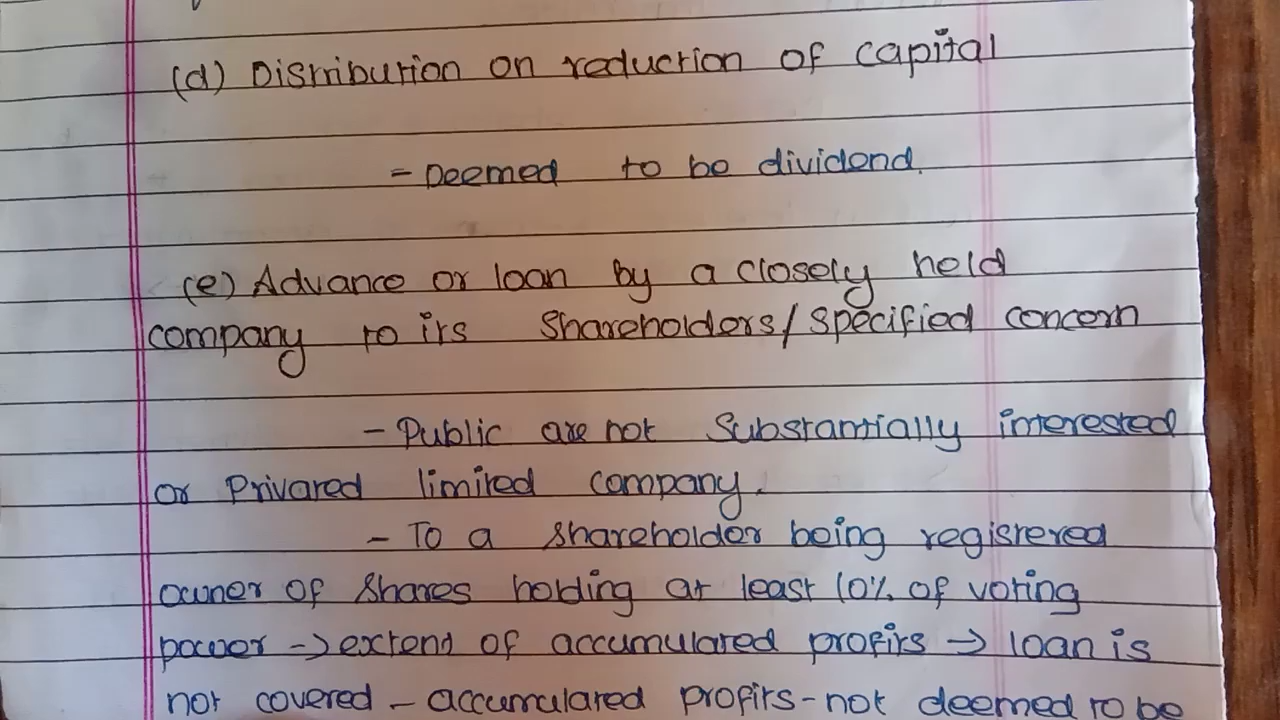 (d) Distribution on reduction of capital
- Deemed to be dividend.
(e) Advance or loan by a closely held
company to its Shareholders/Specified concern
- Public are not Substantially interested
or Privated limited company.
- To a shareholder being registered
owner of shares holding at least 10% of voting
power -> extend of accumulated profits -> loan is
not covered - accumulated profits - not deemed to be